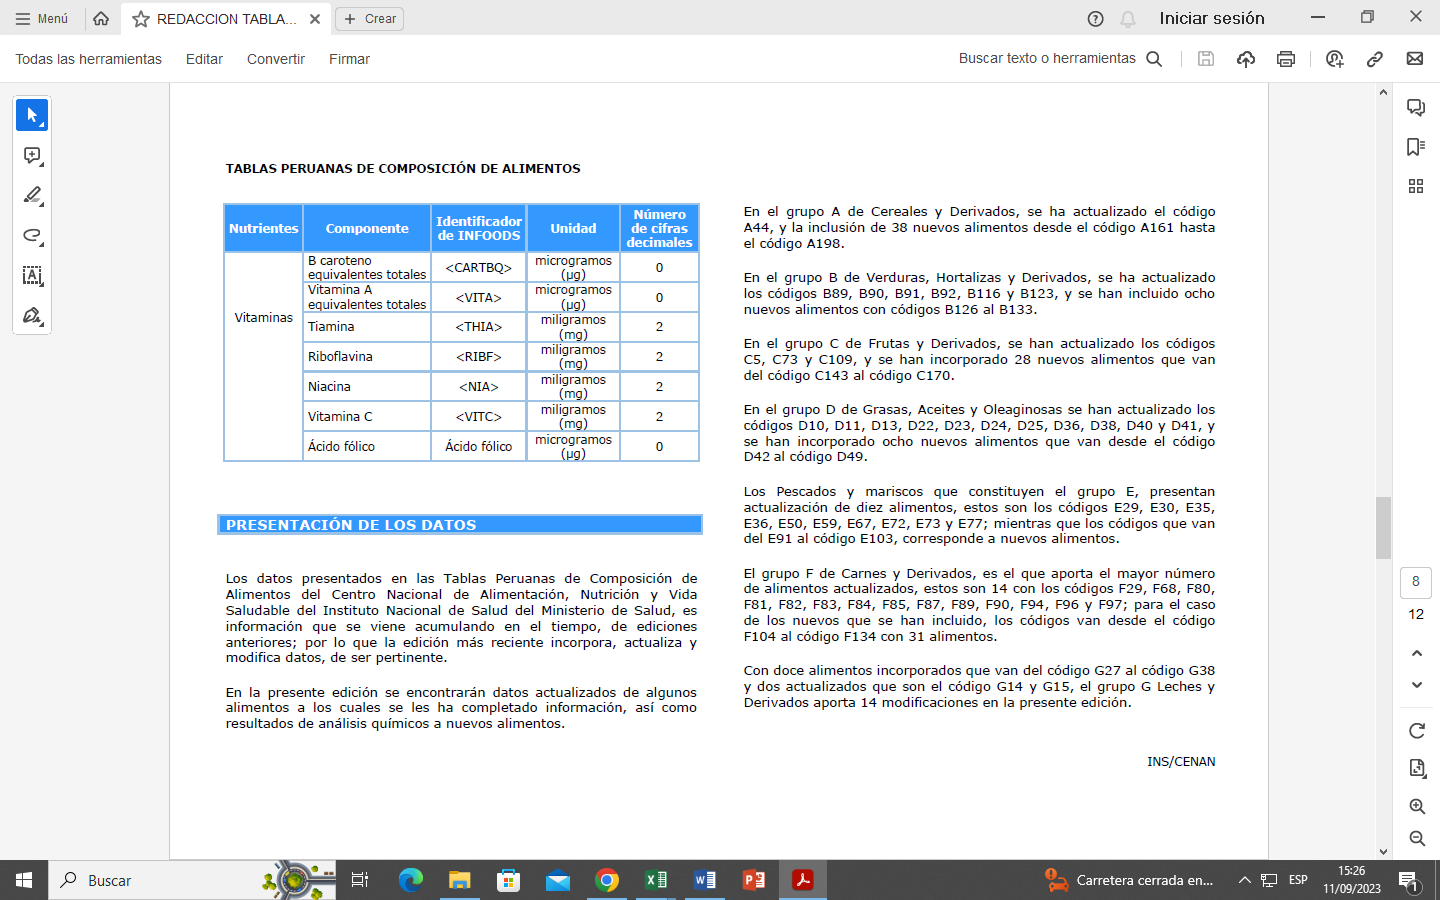 Menú
REDACCION TABLA...
Crear
Iniciar sesión
Todas las herramientas
Editar
Convertir
Firmar
Buscar texto o herramientas
TABLAS PERUANAS DE COMPOSICIÓN DE ALIMENTOS
Nutrientes
Componente
Identificador
de INFOODS
Unidad
Número
de cifras
decimales
Vitaminas
B caroteno
equivalentes totales
<CARTBQ>
microgramos
(µg)
0
Vitamina A
equivalentes totales
<VITA>
microgramos
(µg)
0
Tiamina
<THIA>
miligramos
(mg)
2
Riboflavina
<RIBF>
miligramos
(mg)
2
Niacina
<NIA>
miligramos
(mg)
2
Vitamina C
<VITC>
miligramos
(mg)
2
Ácido fólico
Ácido fólico
microgramos
(µg)
0
PRESENTACIÓN DE LOS DATOS
Los datos presentados en las Tablas Peruanas de Composición de
Alimentos del Centro Nacional de Alimentación, Nutrición y Vida
Saludable del Instituto Nacional de Salud del Ministerio de Salud, es
información que se viene acumulando en el tiempo, de ediciones
anteriores; por lo que la edición más reciente incorpora, actualiza y
modifica datos, de ser pertinente.
En la presente edición se encontrarán datos actualizados de algunos
alimentos a los cuales se les ha completado información, así como
resultados de análisis químicos a nuevos alimentos.
En el grupo A de Cereales y Derivados, se ha actualizado el código
A44, y la inclusión de 38 nuevos alimentos desde el código A161 hasta
el código A198.
En el grupo B de Verduras, Hortalizas y Derivados, se ha actualizado
los códigos B89, B90, B91, B92, B116 y B123, y se han incluido ocho
nuevos alimentos con códigos B126 al B133.
En el grupo C de Frutas y Derivados, se han actualizado los códigos
C5, C73 y C109, y se han incorporado 28 nuevos alimentos que van
del código C143 al código C170.
En el grupo D de Grasas, Aceites y Oleaginosas se han actualizado los
códigos D10, D11, D13, D22, D23, D24, D25, D36, D38, D40 y D41, y
se han incorporado ocho nuevos alimentos que van desde el código
D42 al código D49.
Los Pescados y mariscos que constituyen el grupo E, presentan
actualización de diez alimentos, estos son los códigos E29, E30, E35,
E36, E50, E59, E67, E72, E73 y E77; mientras que los códigos que van
del E91 al código E103, corresponde a nuevos alimentos.
El grupo F de Carnes y Derivados, es el que aporta el mayor número
de alimentos actualizados, estos son 14 con los códigos F29, F68, F80,
F81, F82, F83, F84, F85, F87, F89, F90, F94, F96 y F97; para el caso
de los nuevos que se han incluido, los códigos van desde el código
F104 al código F134 con 31 alimentos.
Con doce alimentos incorporados que van del código G27 al código G38
y dos actualizados que son el código G14 y G15, el grupo G Leches y
Derivados aporta 14 modificaciones en la presente edición.
INS/CENAN
8
12
Buscar
Carretera cerrada en...
ESP
15:26
11/09/2023
1